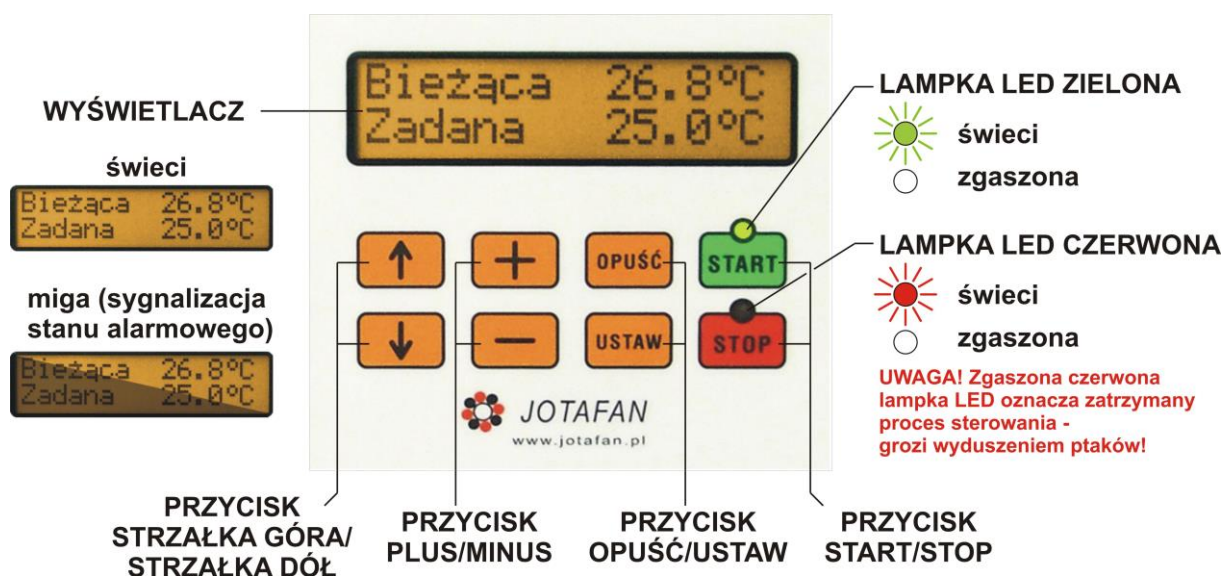 WYŚWIETLACZ
świeci
Bieżąca 26.8°C
Zadana 25.0°C
miga (sygnalizacja
stanu alarmowego)
Bieżąca 26.8°C
Zadana 25.0°C
Bieżąca 26.8°C
Zadana 25.0°C
OPUŚĆ
START
USTAW
STOP
JOTAFAN
www.jotafan.pl
LAMPKA LED ZIELONA
świeci
zgaszona
LAMPKA LED CZERWONA
świeci
zgaszona
UWAGA! Zgaszona czerwona
lampka LED oznacza zatrzymany
proces sterowania -
grozi wyduszeniem ptaków!
PRZYCISK
STRZAŁKA GÓRA/
STRZAŁKA DÓŁ
PRZYCISK
PLUS/MINUS
PRZYCISK
OPUŚĆ/USTAW
PRZYCISK
START/STOP